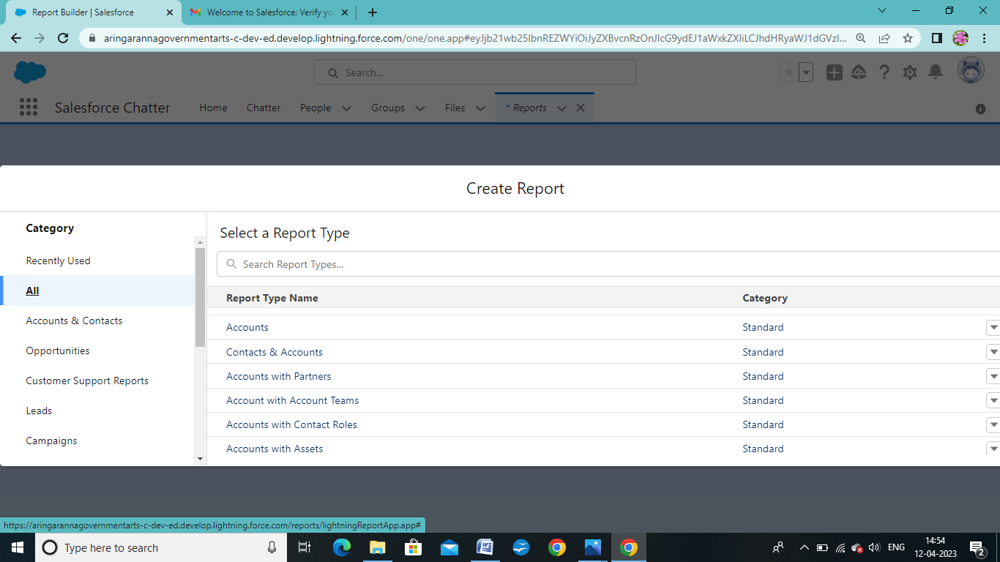 Report Builder | Salesforce
Welcome to Salesforce: Verify yo
aringarannagovernmentarts-c-dev-ed.develop.lightning.force.com/one/one.app#
Search...
Salesforce Chatter
Home
Chatter
People
Groups
Files
* Reports
Create Report
Category
Recently Used
All
Accounts & Contacts
Opportunities
Customer Support Reports
Leads
Campaigns
Select a Report Type
Search Report Types...
Report Type Name Category
Accounts Standard
Contacts & Accounts Standard
Accounts with Partners Standard
Account with Account Teams Standard
Accounts with Contact Roles Standard
Accounts with Assets Standard
https://aringarannagovernmentarts-c-dev-ed.develop.lightning.force.com/reports/lightningReportApp.app#
Type here to search
ENG
14:54
12-04-2023
2